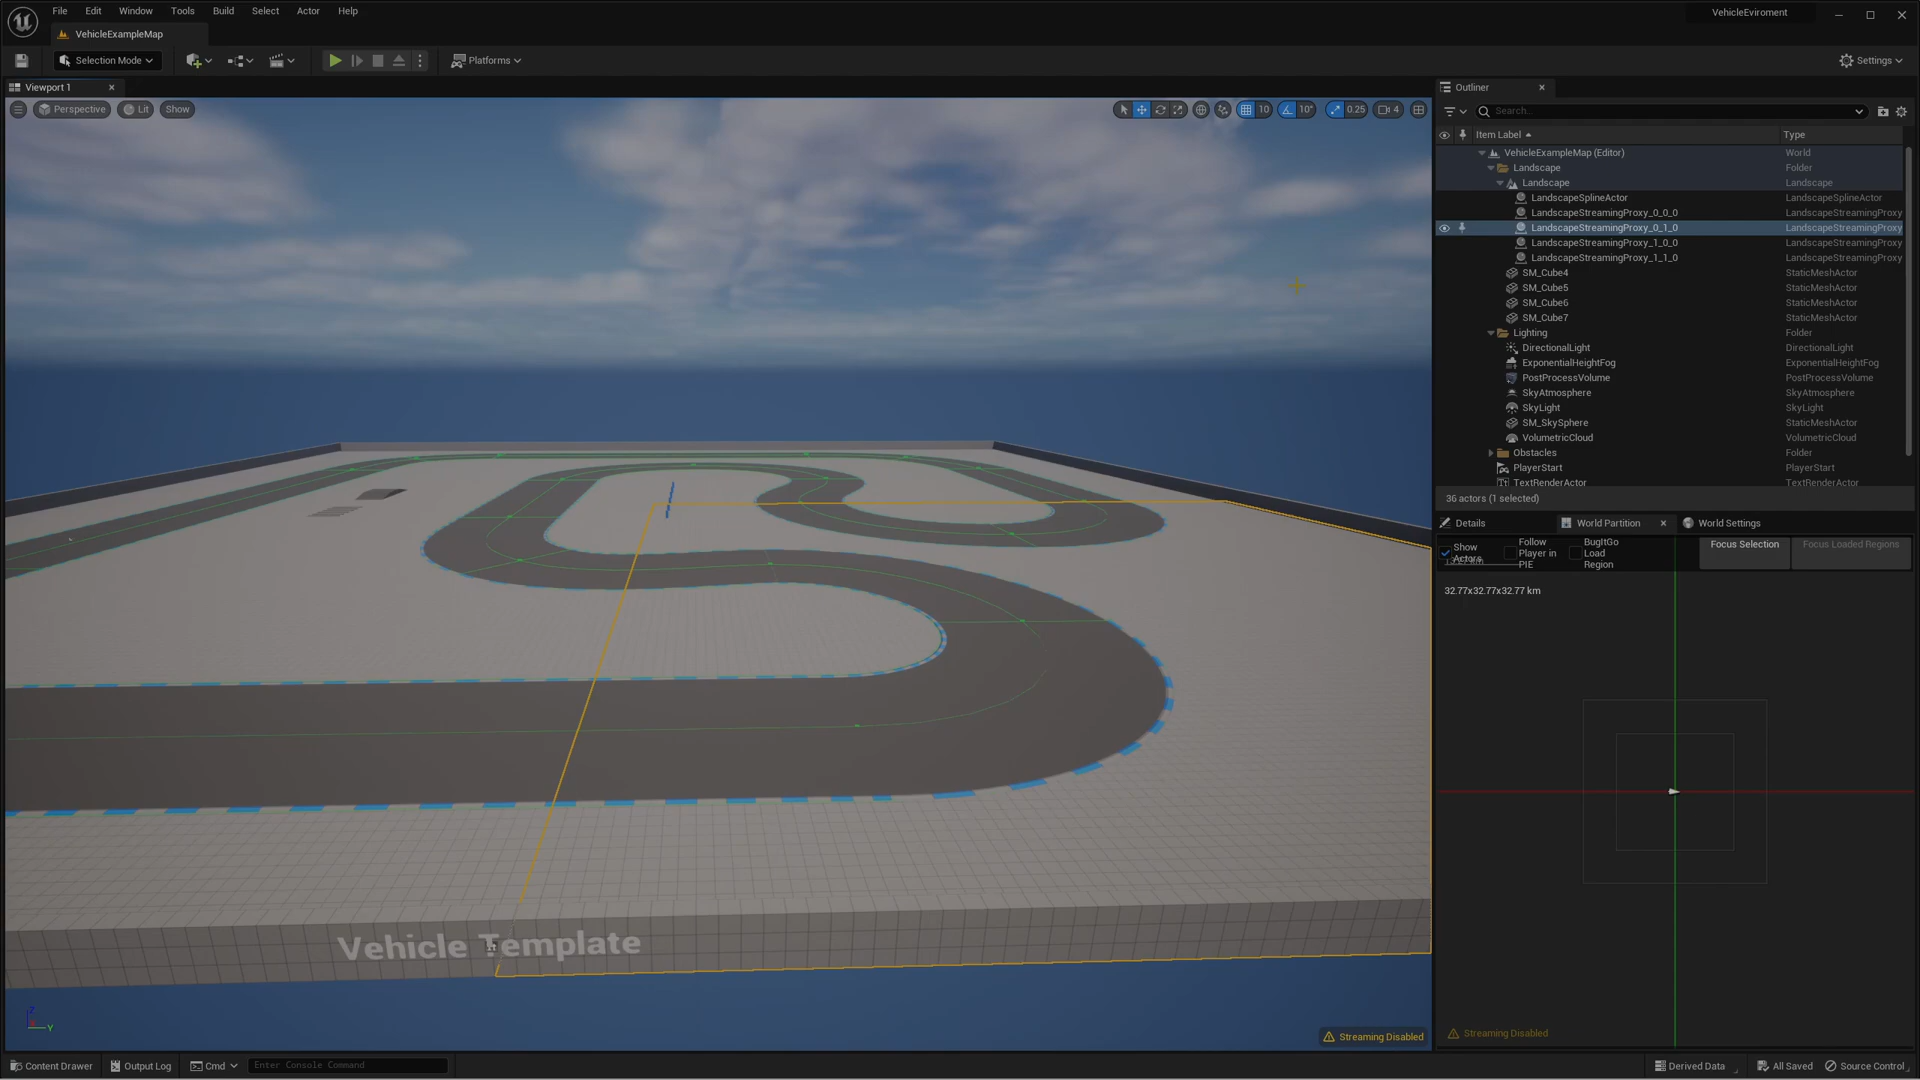 File Edit Window Tools Build Select Actor Help
VehicleEviroment
VehicleExampleMap
Selection Mode
Platforms
Settings
Viewport 1
Perspective
Lit
Show
10
10°
0.25
4
Vehicle Template
Z
Y
Streaming Disabled
Outliner
Search...
Item Label Type
VehicleExampleMap (Editor) World
Landscape Folder
Landscape Landscape
LandscapeSplineActor LandscapeSplineActor
LandscapeStreamingProxy_0_0_0 LandscapeStreamingProxy
LandscapeStreamingProxy_0_1_0 LandscapeStreamingProxy
LandscapeStreamingProxy_1_0_0 LandscapeStreamingProxy
LandscapeStreamingProxy_1_1_0 LandscapeStreamingProxy
SM_Cube4 StaticMeshActor
SM_Cube5 StaticMeshActor
SM_Cube6 StaticMeshActor
SM_Cube7 StaticMeshActor
Lighting Folder
DirectionalLight DirectionalLight
ExponentialHeightFog ExponentialHeightFog
PostProcessVolume PostProcessVolume
SkyAtmosphere SkyAtmosphere
SkyLight SkyLight
SM_SkySphere StaticMeshActor
VolumetricCloud VolumetricCloud
Obstacles Folder
PlayerStart PlayerStart
TextRenderActor TextRenderActor
36 actors (1 selected)
Details
World Partition
World Settings
Show
Actors
Follow
Player in
PIE
BugItGo
Load
Region
Focus Selection
Focus Loaded Regions
32.77x32.77x32.77 km
Streaming Disabled
Content Drawer
Output Log
Cmd
Enter Console Command
Derived Data
All Saved
Source Control